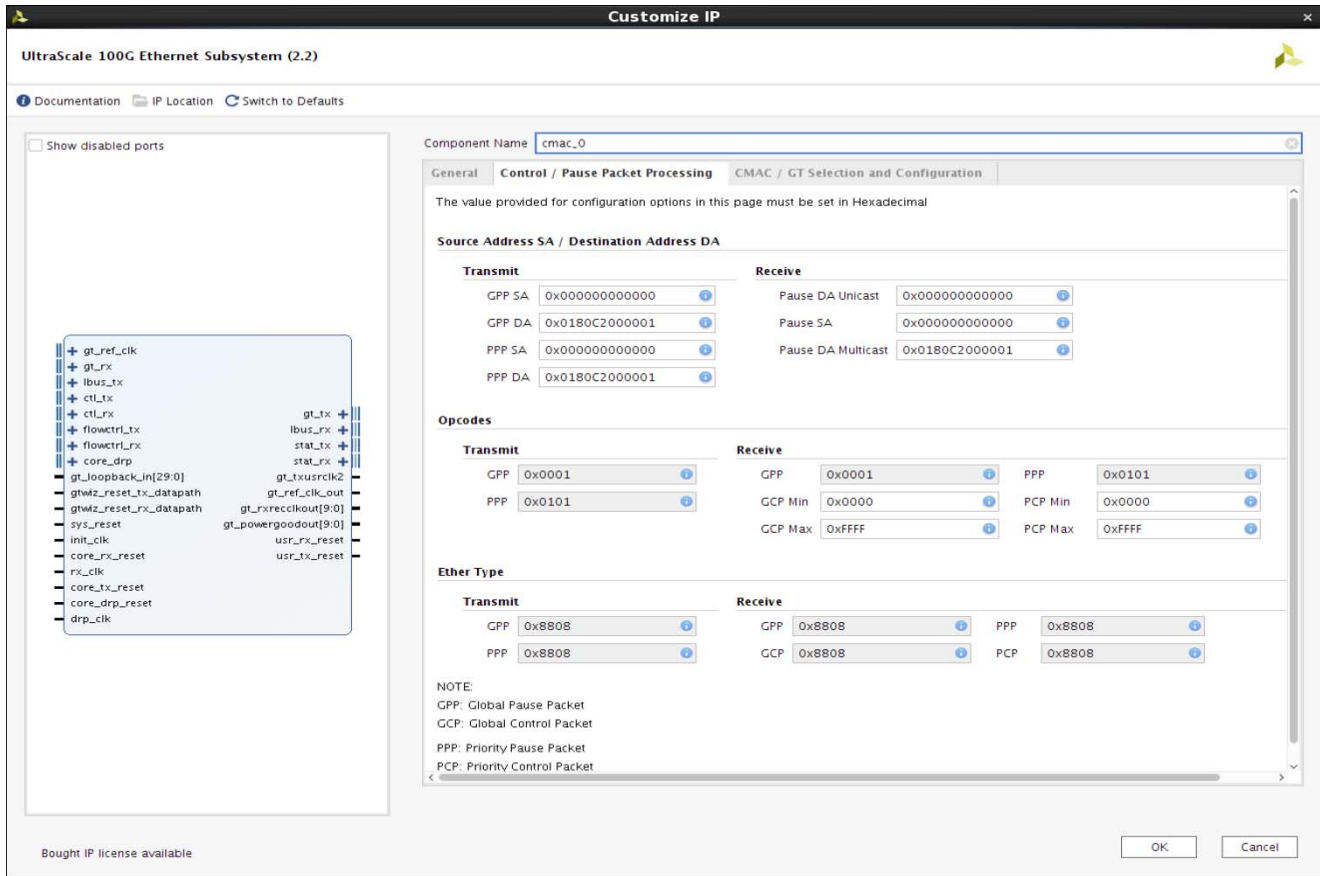 Customize IP
UltraScale 100G Ethernet Subsystem (2.2)
Documentation IP Location Switch to Defaults
Show disabled ports
gt_ref_clk
gt_rx
lbus_tx
ctl_tx
ctl_rx gt_tx
flowctrl_tx lbus_rx
flowctrl_rx stat_tx
core_drp stat_rx
gt_loopback_in[29:0] gt_txusrclk2
gtwiz_reset_tx_datapath gt_ref_clk_out
gtwiz_reset_rx_datapath gt_rxrecclkout[9:0]
sys_reset gt_powergoodout[9:0]
init_clk usr_rx_reset
core_rx_reset usr_tx_reset
rx_clk
core_tx_reset
core_drp_reset
drp_clk
Component Name cmac_0
General Control / Pause Packet Processing CMAC / GT Selection and Configuration
The value provided for configuration options in this page must be set in Hexadecimal
Source Address SA / Destination Address DA
Transmit Receive
GPP SA 0x000000000000 Pause DA Unicast 0x000000000000
GPP DA 0x0180C2000001 Pause SA 0x000000000000
PPP SA 0x000000000000 Pause DA Multicast 0x0180C2000001
PPP DA 0x0180C2000001
Opcodes
Transmit Receive
GPP 0x0001 GPP 0x0001 PPP 0x0101
PPP 0x0101 GCP Min 0x0000 PCP Min 0x0000
GCP Max 0xFFFF PCP Max 0xFFFF
Ether Type
Transmit Receive
GPP 0x8808 GPP 0x8808 PPP 0x8808
PPP 0x8808 GCP 0x8808 PCP 0x8808
NOTE:
GPP: Global Pause Packet
GCP: Global Control Packet
PPP: Priority Pause Packet
PCP: Priority Control Packet
Bought IP license available
OK Cancel